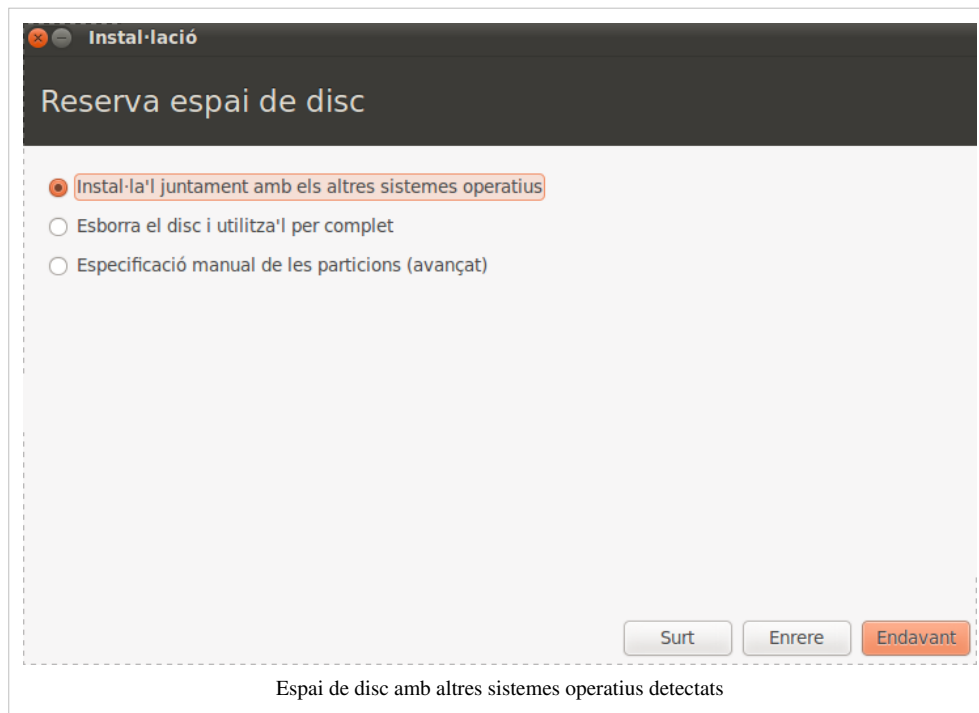 Instal·lació
Reserva espai de disc
Instal·la'l juntament amb els altres sistemes operatius
Esborra el disc i utilitza'l per complet
Especificació manual de les particions (avançat)
Surt Enrere Endavant
Espai de disc amb altres sistemes operatius detectats